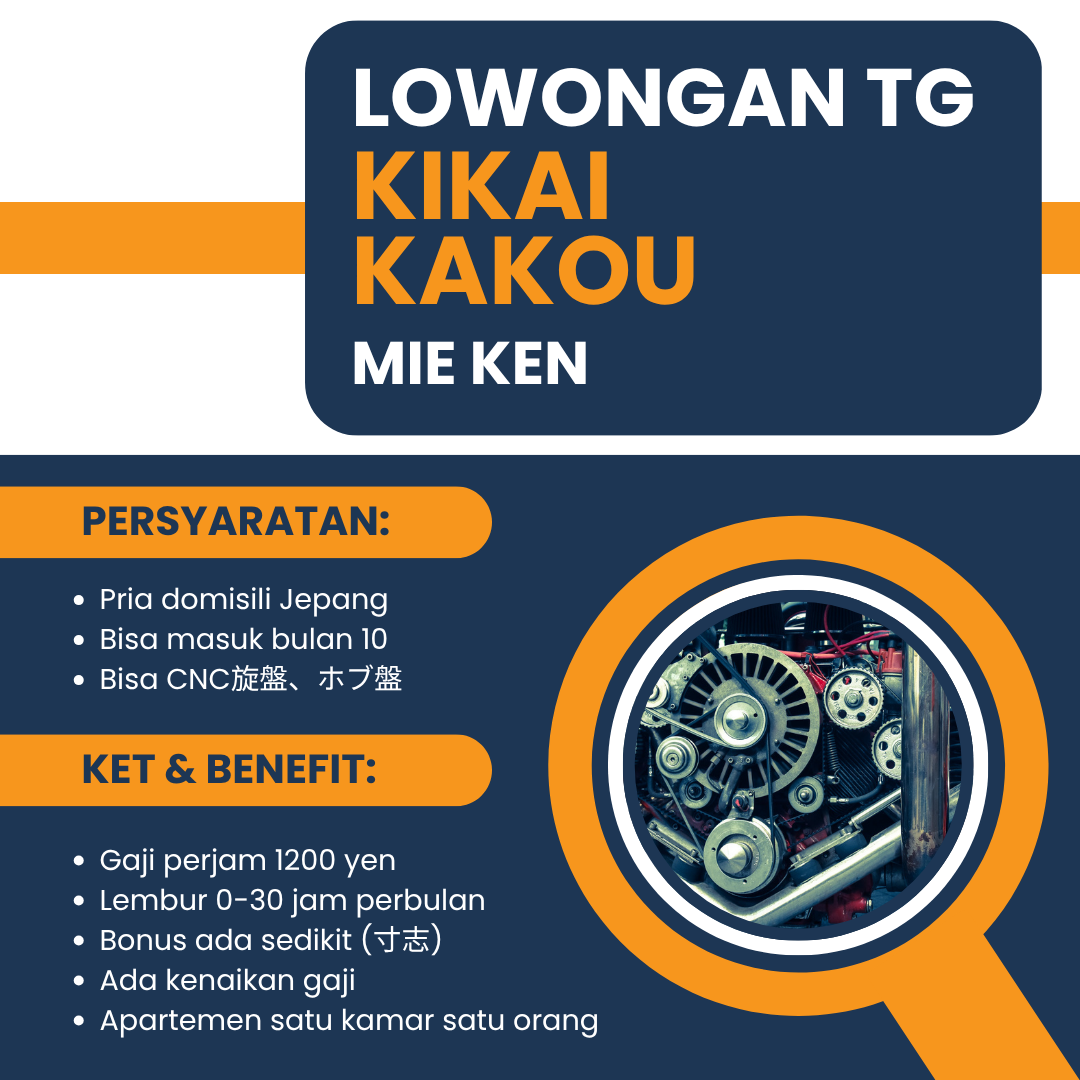 LOWONGAN TG
KIKAI
KAKOU
MIE KEN
PERSYARATAN:
Pria domisili Jepang
Bisa masuk bulan 10
Bisa CNC旋盤、ホブ盤
KET & BENEFIT:
Gaji perjam 1200 yen
Lembur 0-30 jam perbulan
Bonus ada sedikit (寸志)
Ada kenaikan gaji
Apartemen satu kamar satu orang